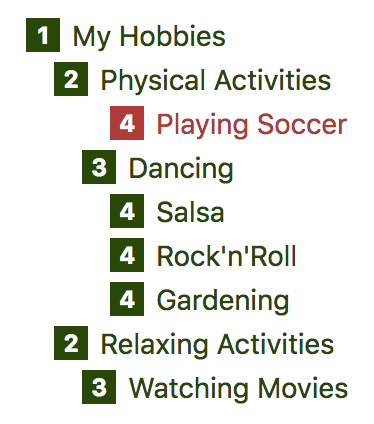 1 My Hobbies
2 Physical Activities
4 Playing Soccer
3 Dancing
4 Salsa
4 Rock'n'Roll
4 Gardening
2 Relaxing Activities
3 Watching Movies